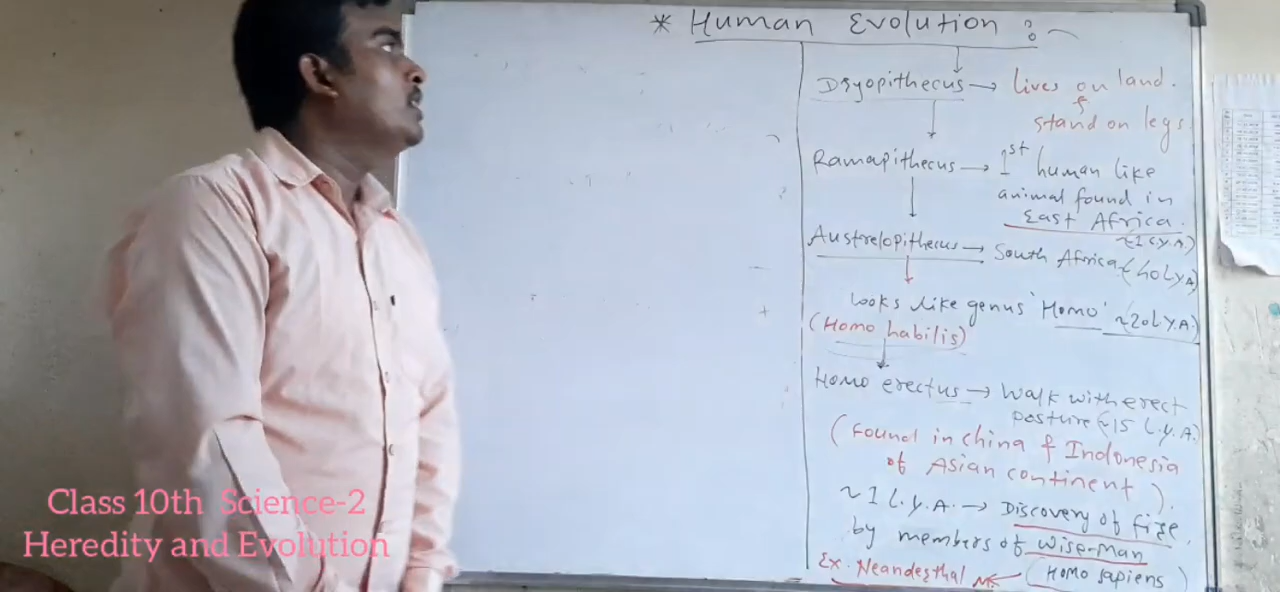 * Human Evolution :-
Dryopithecus → lives on land.
&
stand on legs
Ramapithecus → 1st human like
animal found in
East Africa.
(~1 C.Y.A)
Austrelopithecus → South Africa (40 L.Y.A)
looks like genus 'Homo' ~20 L.Y.A.)
(Homo habilis)
Homo erectus → Walk with erect
posture (~15 L.Y.A.)
(Found in China & Indonesia
of Asian continent).
~ 1 L.Y.A. → Discovery of fire
by members of Wise-man
Ex. Neanderthal ← (Homo sapiens)
Class 10th Science-2
Heredity and Evolution